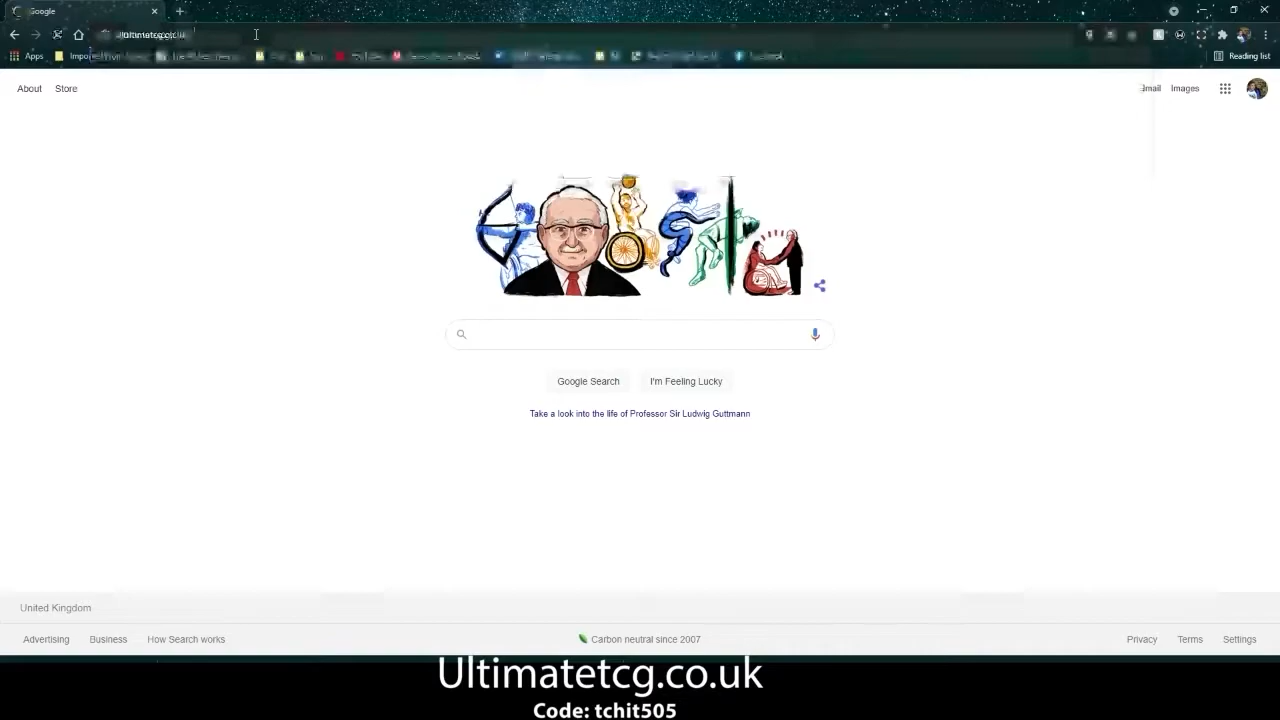 Google
Apps
Reading list
About
Store
Images
Google Search
I'm Feeling Lucky
Take a look into the life of Professor Sir Ludwig Guttmann
United Kingdom
Advertising
Business
How Search works
Carbon neutral since 2007
Privacy
Terms
Settings
Ultimatetcg.co.uk
Code: tchit505